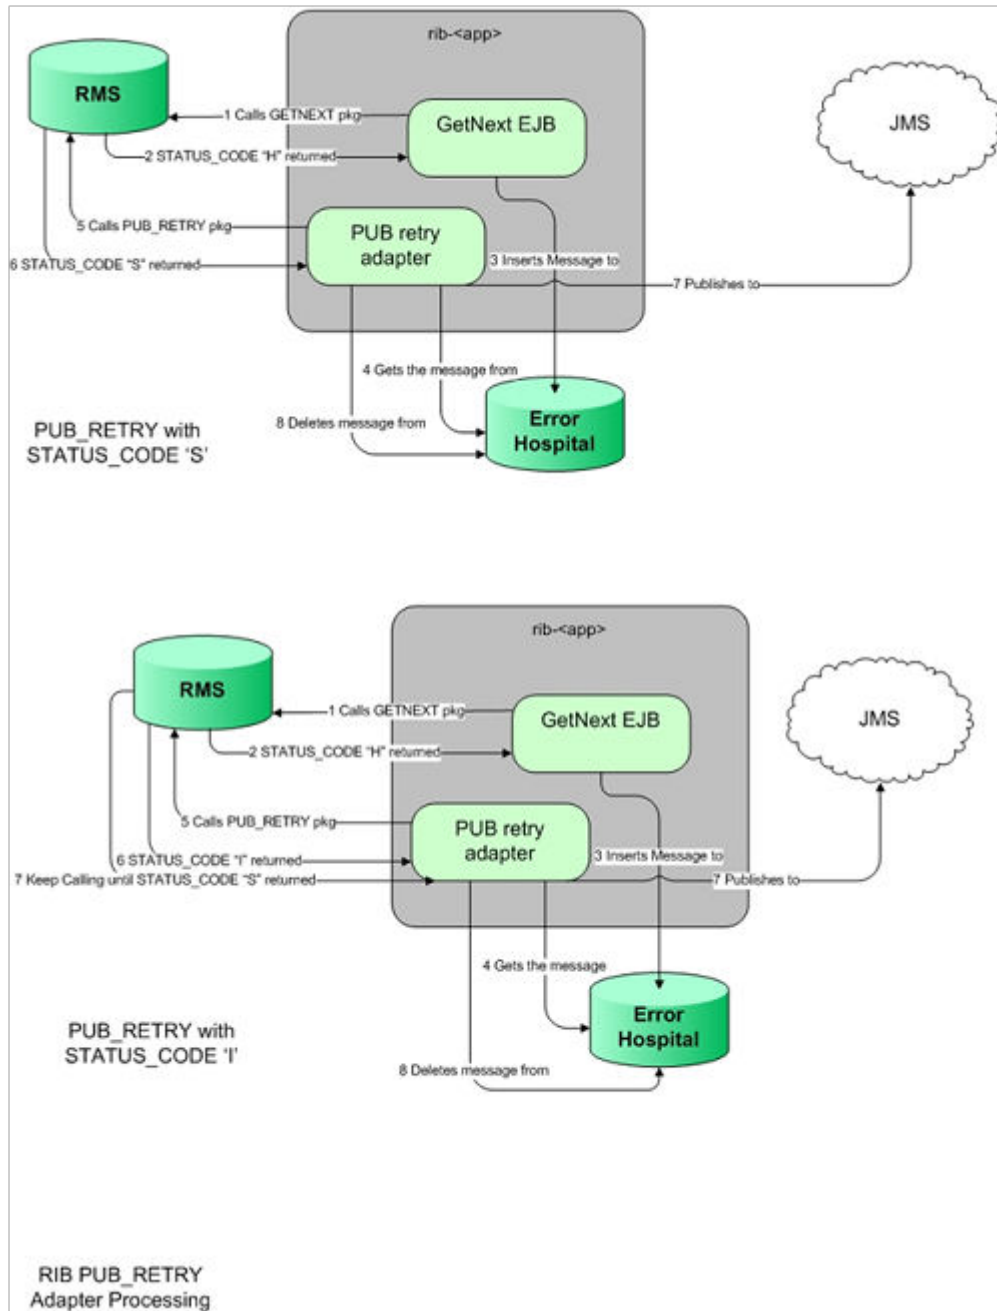 rib-<app>
RMS
JMS
1 Calls GETNEXT pkg
GetNext EJB
2 STATUS_CODE “H” returned
5 Calls PUB_RETRY pkg
PUB retry
adapter
6 STATUS_CODE “S” returned
3 Inserts Message to
7 Publishes to
4 Gets the message from
8 Deletes message from
Error
Hospital
PUB_RETRY with
STATUS_CODE ‘S’
rib-<app>
RMS
JMS
1 Calls GETNEXT pkg
GetNext EJB
2 STATUS_CODE “H” returned
5 Calls PUB_RETRY pkg
PUB retry
adapter
6 STATUS_CODE “I” returned
3 Inserts Message to
7 Keep Calling until STATUS_CODE “S” returned
7 Publishes to
4 Gets the message
Error
Hospital
PUB_RETRY with
STATUS_CODE ‘I’
8 Deletes message from
RIB PUB_RETRY
Adapter Processing